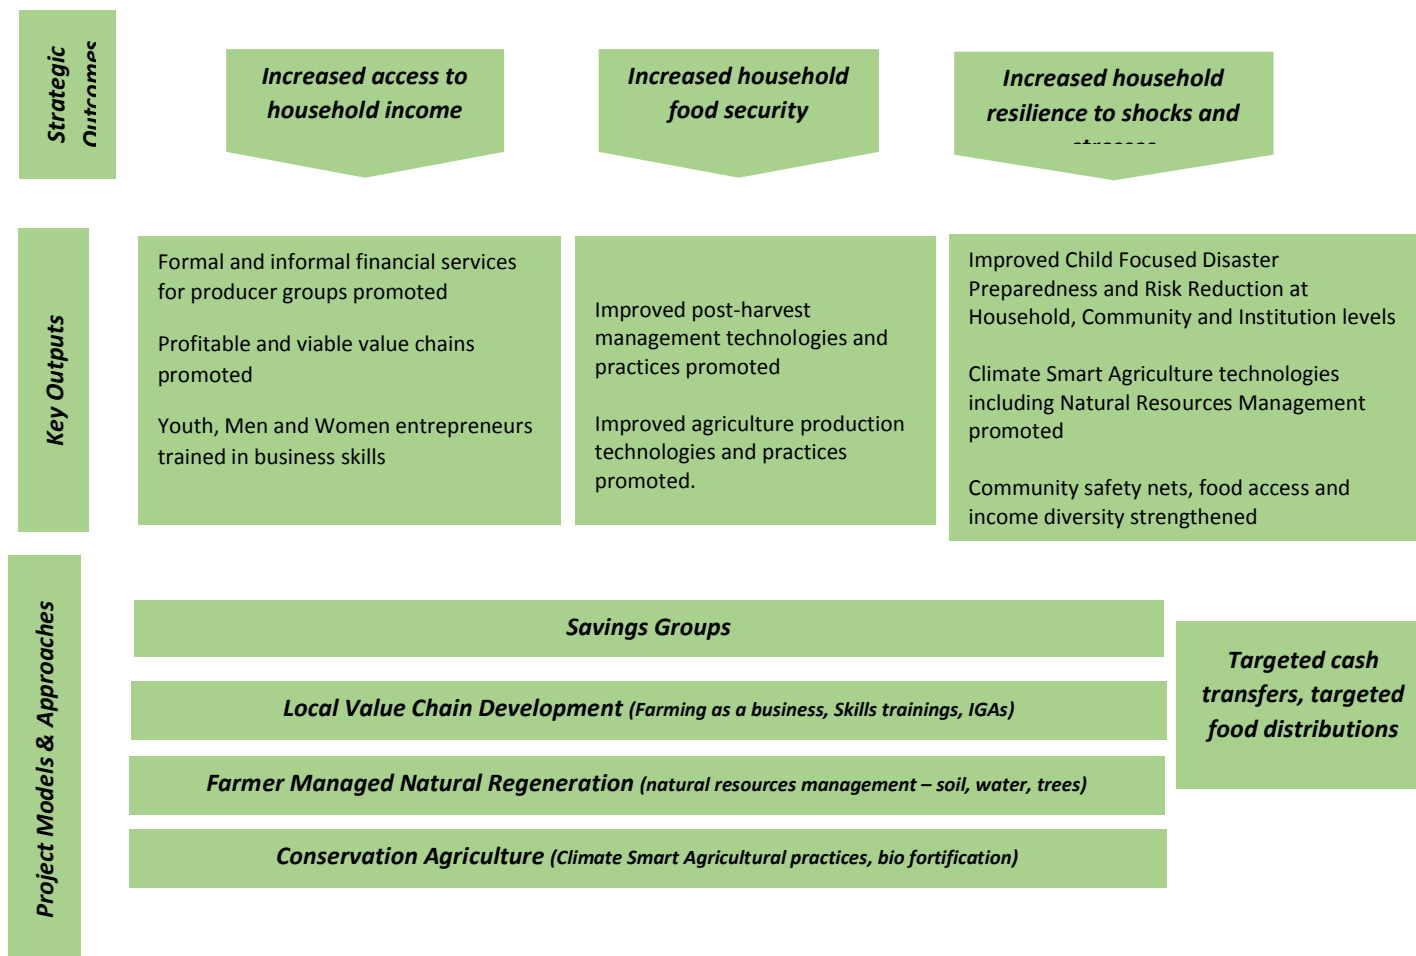 Strategic
Outcomes
Increased access to
household income
Increased household
food security
Increased household
resilience to shocks and
stresses
Key Outputs
Formal and informal financial services
for producer groups promoted
Profitable and viable value chains
promoted
Youth, Men and Women entrepreneurs
trained in business skills
Improved post-harvest
management technologies and
practices promoted
Improved agriculture production
technologies and practices
promoted.
Improved Child Focused Disaster
Preparedness and Risk Reduction at
Household, Community and Institution levels
Climate Smart Agriculture technologies
including Natural Resources Management
promoted
Community safety nets, food access and
income diversity strengthened
Project Models & Approaches
Savings Groups
Local Value Chain Development (Farming as a business, Skills trainings, IGAs)
Farmer Managed Natural Regeneration (natural resources management – soil, water, trees)
Conservation Agriculture (Climate Smart Agricultural practices, bio fortification)
Targeted cash
transfers, targeted
food distributions